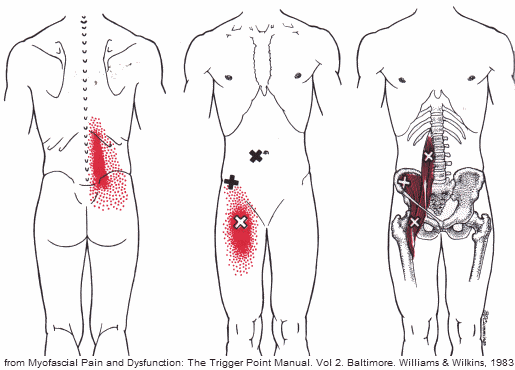 from Myofascial Pain and Dysfunction: The Trigger Point Manual. Vol 2. Baltimore. Williams & Wilkins, 1983